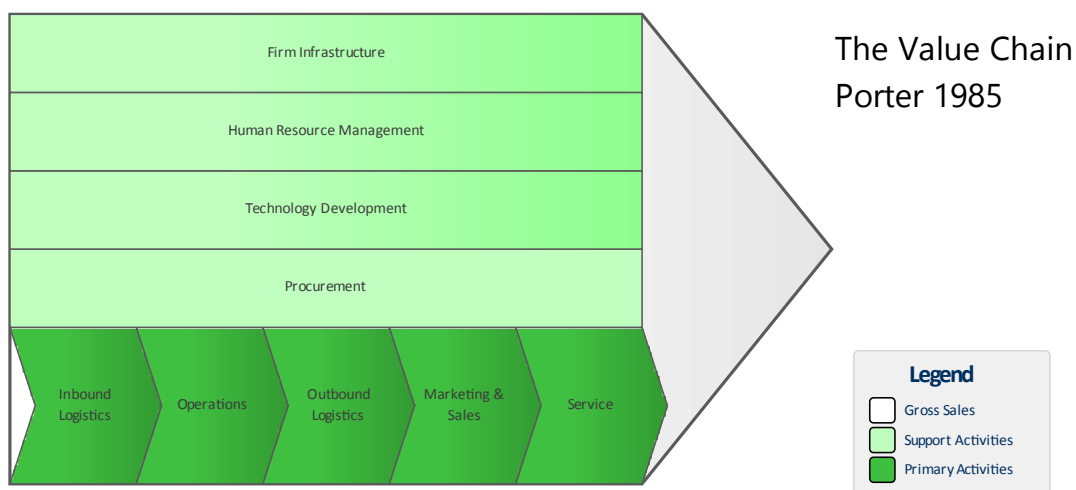 The Value Chain
Porter 1985
Firm Infrastructure
Human Resource Management
Technology Development
Procurement
Inbound
Logistics
Operations
Outbound
Logistics
Marketing &
Sales
Service
Legend
Gross Sales
Support Activities
Primary Activities